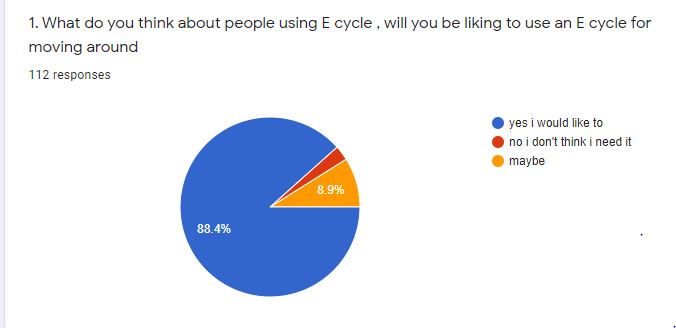 1. What do you think about people using E cycle , will you be liking to use an E cycle for
moving around
112 responses
yes i would like to
no i don't think i need it
maybe
8.9%
88.4%